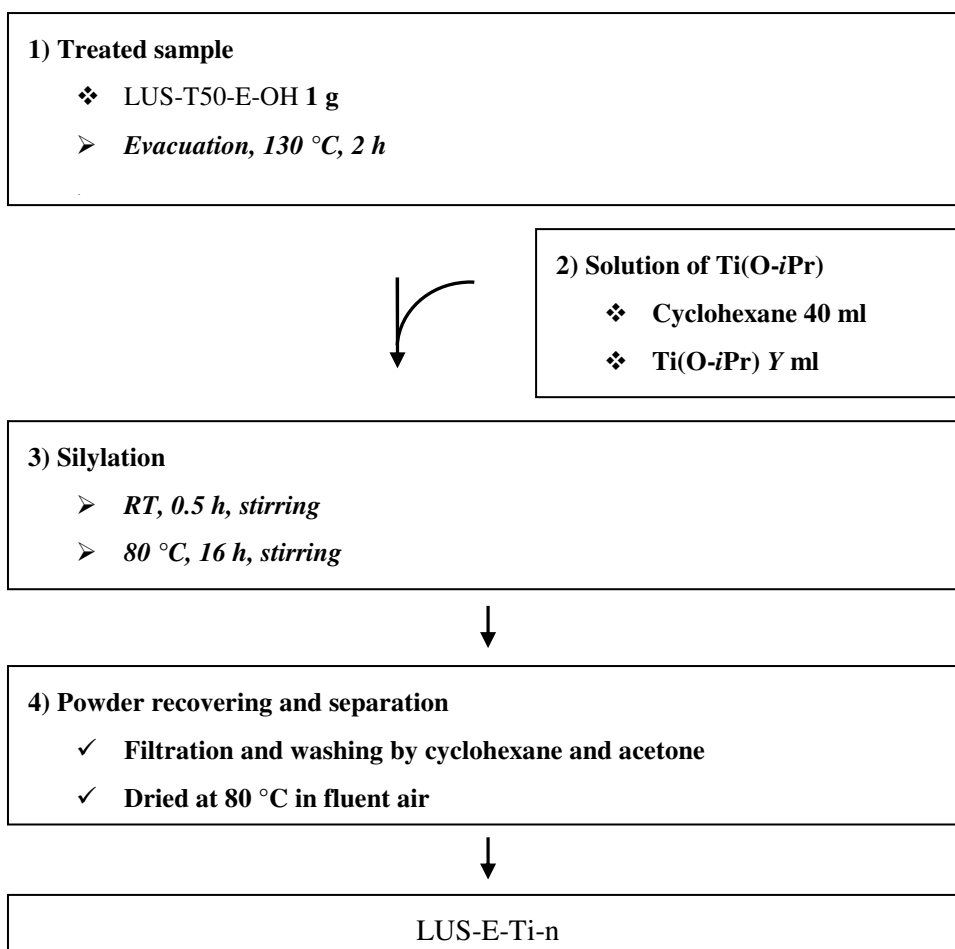 1) Treated sample
❖ LUS-T50-E-OH 1 g
➢ Evacuation, 130 °C, 2 h
2) Solution of Ti(O-iPr)
❖ Cyclohexane 40 ml
❖ Ti(O-iPr) Y ml
3) Silylation
➢ RT, 0.5 h, stirring
➢ 80 °C, 16 h, stirring
4) Powder recovering and separation
✓ Filtration and washing by cyclohexane and acetone
✓ Dried at 80 °C in fluent air
LUS-E-Ti-n